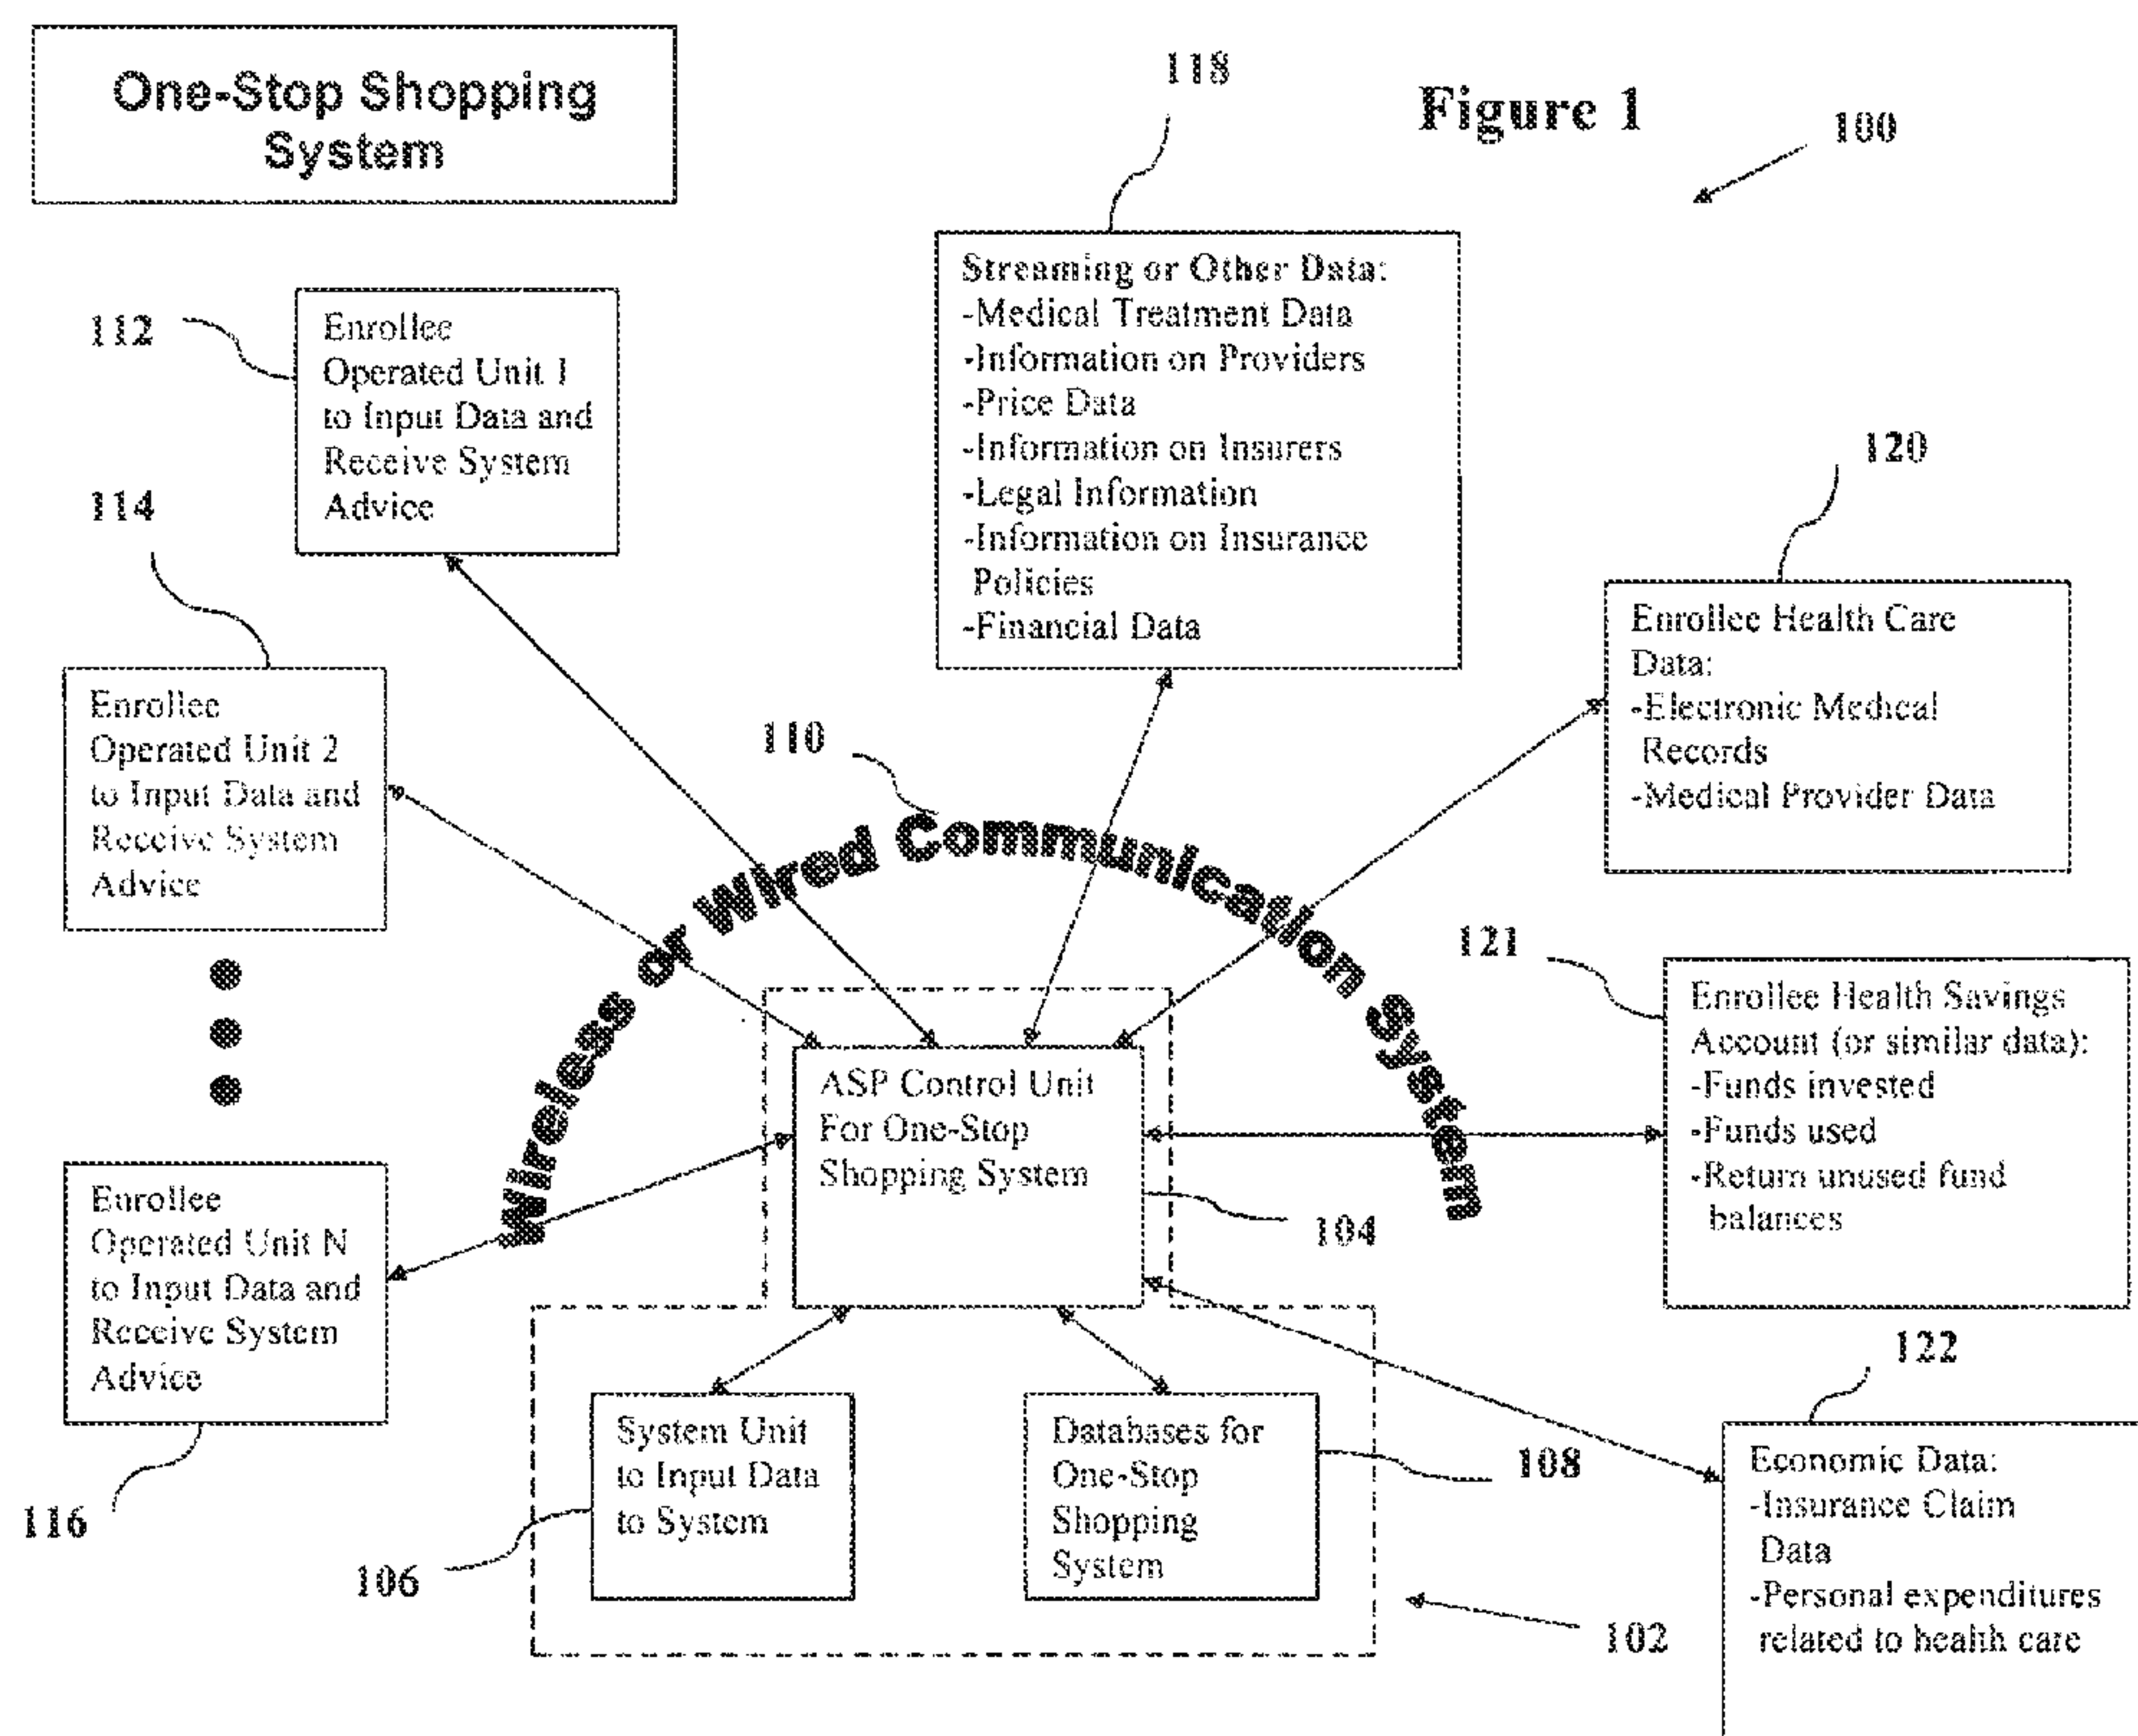 One-Stop Shopping
System
118
Figure 1
100
Streaming or Other Data:
-Medical Treatment Data
-Information on Providers
-Price Data
-Information on Insurers
-Legal Information
-Information on Insurance
Policies
-Financial Data
112
Enrollee
Operated Unit 1
to Input Data and
Receive System
Advice
120
Enrollee Health Care
Data:
-Electronic Medical
Records
-Medical Provider Data
114
Enrollee
Operated Unit 2
to Input Data and
Receive System
Advice
110
Wireless or Wired Communication System
121
Enrollee Health Savings
Account (or similar data):
-Funds invested
-Funds used
-Return unused fund
balances
ASP Control Unit
For One-Stop
Shopping System
104
Enrollee
Operated Unit N
to Input Data and
Receive System
Advice
116
122
System Unit
to Input Data
to System
106
Databases for
One-Stop
Shopping
System
108
102
Economic Data:
-Insurance Claim
Data
-Personal expenditures
related to health care